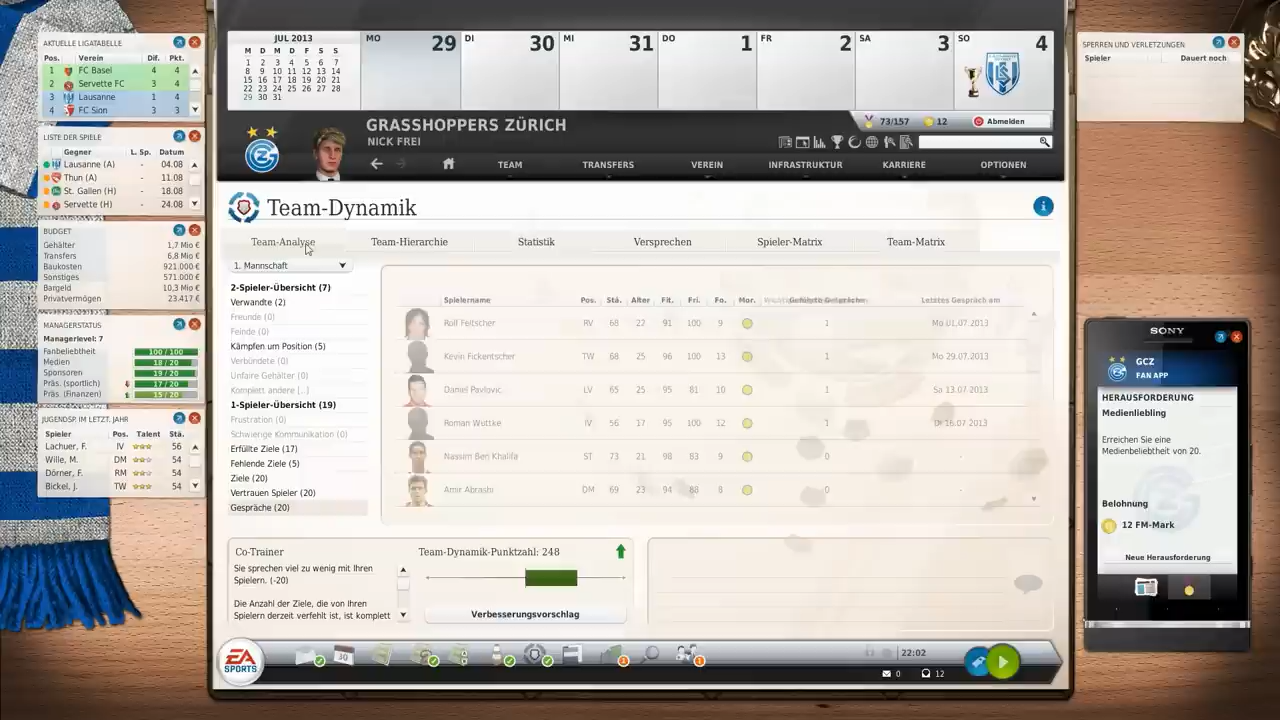 AKTUELLE LIGATABELLE
Pos. Verein Dif. Pkt.
1 FC Basel 4 4
2 Servette FC 3 4
3 Lausanne 1 4
4 FC Sion 3 3
LISTE DER SPIELE
Gegner L. Sp. Datum
Lausanne (A) - 04.08
Thun (A) - 11.08
St. Gallen (H) - 18.08
Servette (H) - 24.08
BUDGET
Gehälter 1,7 Mio €
Transfers 6,8 Mio €
Baukosten 921.000 €
Sonstiges 571.000 €
Bargeld 10,3 Mio €
Privatvermögen 23.417 €
MANAGERSTATUS
Managerlevel: 7
Fanbeliebtheit 100 / 100
Medien 18 / 20
Sponsoren 19 / 20
Präs. (sportlich) 17 / 20
Präs. (Finanzen) 15 / 20
JUGENDSP. IM LETZT. JAHR
Spieler Pos. Talent Stä.
Lachuer, F. IV 56
Wille, M. DM 54
Dörner, F. RM 54
Bickel, J. TW 54
JUL 2013
M D M D F S S
1 2 3 4 5 6 7
8 9 10 11 12 13 14
15 16 17 18 19 20 21
22 23 24 25 26 27 28
29 30 31
MO 29
DI 30
MI 31
DO 1
FR 2
SA 3
SO 4
GRASSHOPPERS ZÜRICH
NICK FREI
73/157 12 Abmelden
TEAM TRANSFERS VEREIN INFRASTRUKTUR KARRIERE OPTIONEN
Team-Dynamik
Team-Analyse Team-Hierarchie Statistik Versprechen Spieler-Matrix Team-Matrix
1. Mannschaft
2-Spieler-Übersicht (7)
Verwandte (2)
Freunde (0)
Feinde (0)
Kämpfen um Position (5)
Verbündete (0)
Unfaire Gehälter (0)
Komplett andere [...]
1-Spieler-Übersicht (19)
Frustration (0)
Schwierige Kommunikation (0)
Erfüllte Ziele (17)
Fehlende Ziele (5)
Ziele (20)
Vertrauen Spieler (20)
Gespräche (20)
Spielername Pos. Stä. Alter Fit. Fri. Fo. Mor. Geführte Gespräche Letztes Gespräch am
Rolf Feltscher RV 68 22 91 100 9 1 Mo 01.07.2013
Kevin Fickentscher TW 68 25 96 100 13 1 Mo 29.07.2013
Daniel Pavlovic LV 65 25 95 81 10 1 Sa 13.07.2013
Roman Wuttke IV 56 17 95 100 12 1 Di 16.07.2013
Nassim Ben Khalifa ST 73 21 98 83 9 0 -
Amir Abrashi DM 69 23 94 88 8 0 -
Co-Trainer
Sie sprechen viel zu wenig mit Ihren
Spielern. (-20)
Die Anzahl der Ziele, die von Ihren
Spielern derzeit verfehlt ist, ist komplett
Team-Dynamik-Punktzahl: 248
Verbesserungsvorschlag
EA
SPORTS
30
1
1
22:02
0 12
SPERREN UND VERLETZUNGEN
Spieler Dauert noch
SONY
GCZ
FAN APP
HERAUSFORDERUNG
Medienliebling
Erreichen Sie eine
Medienbeliebtheit von 20.
Belohnung
12 FM-Mark
Neue Herausforderung